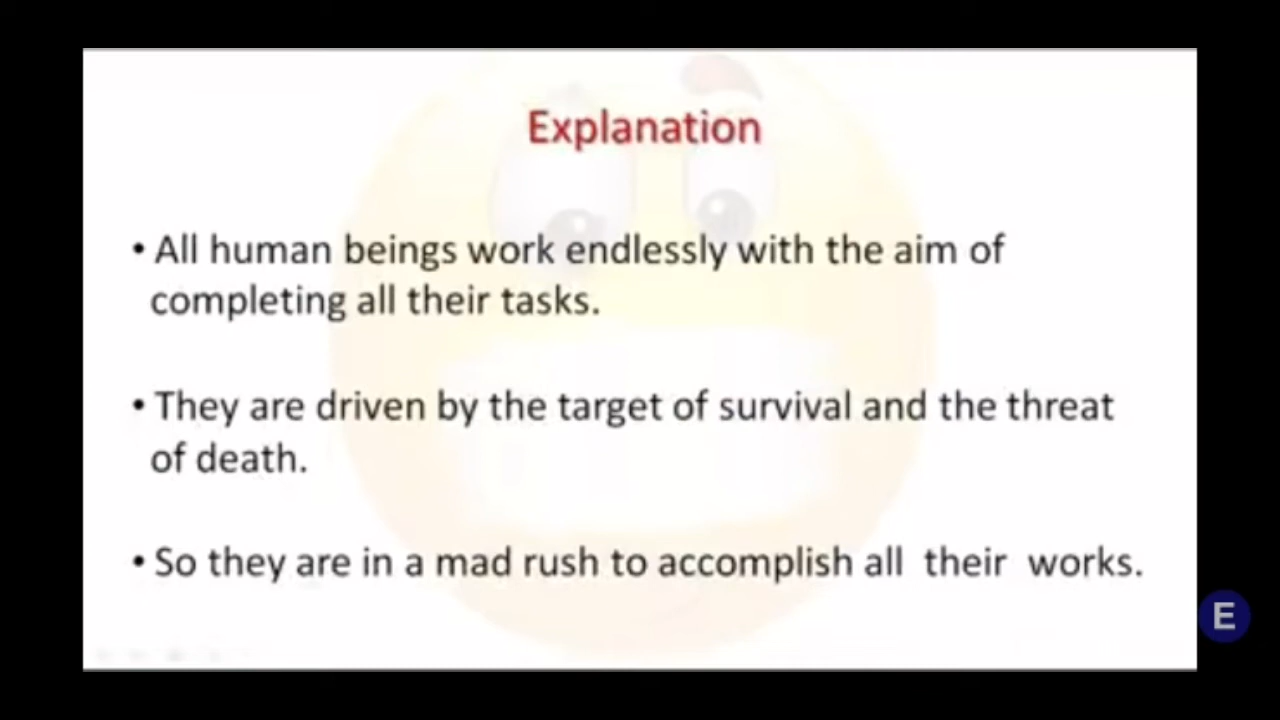 Explanation
• All human beings work endlessly with the aim of
completing all their tasks.
• They are driven by the target of survival and the threat
of death.
• So they are in a mad rush to accomplish all their works.
E